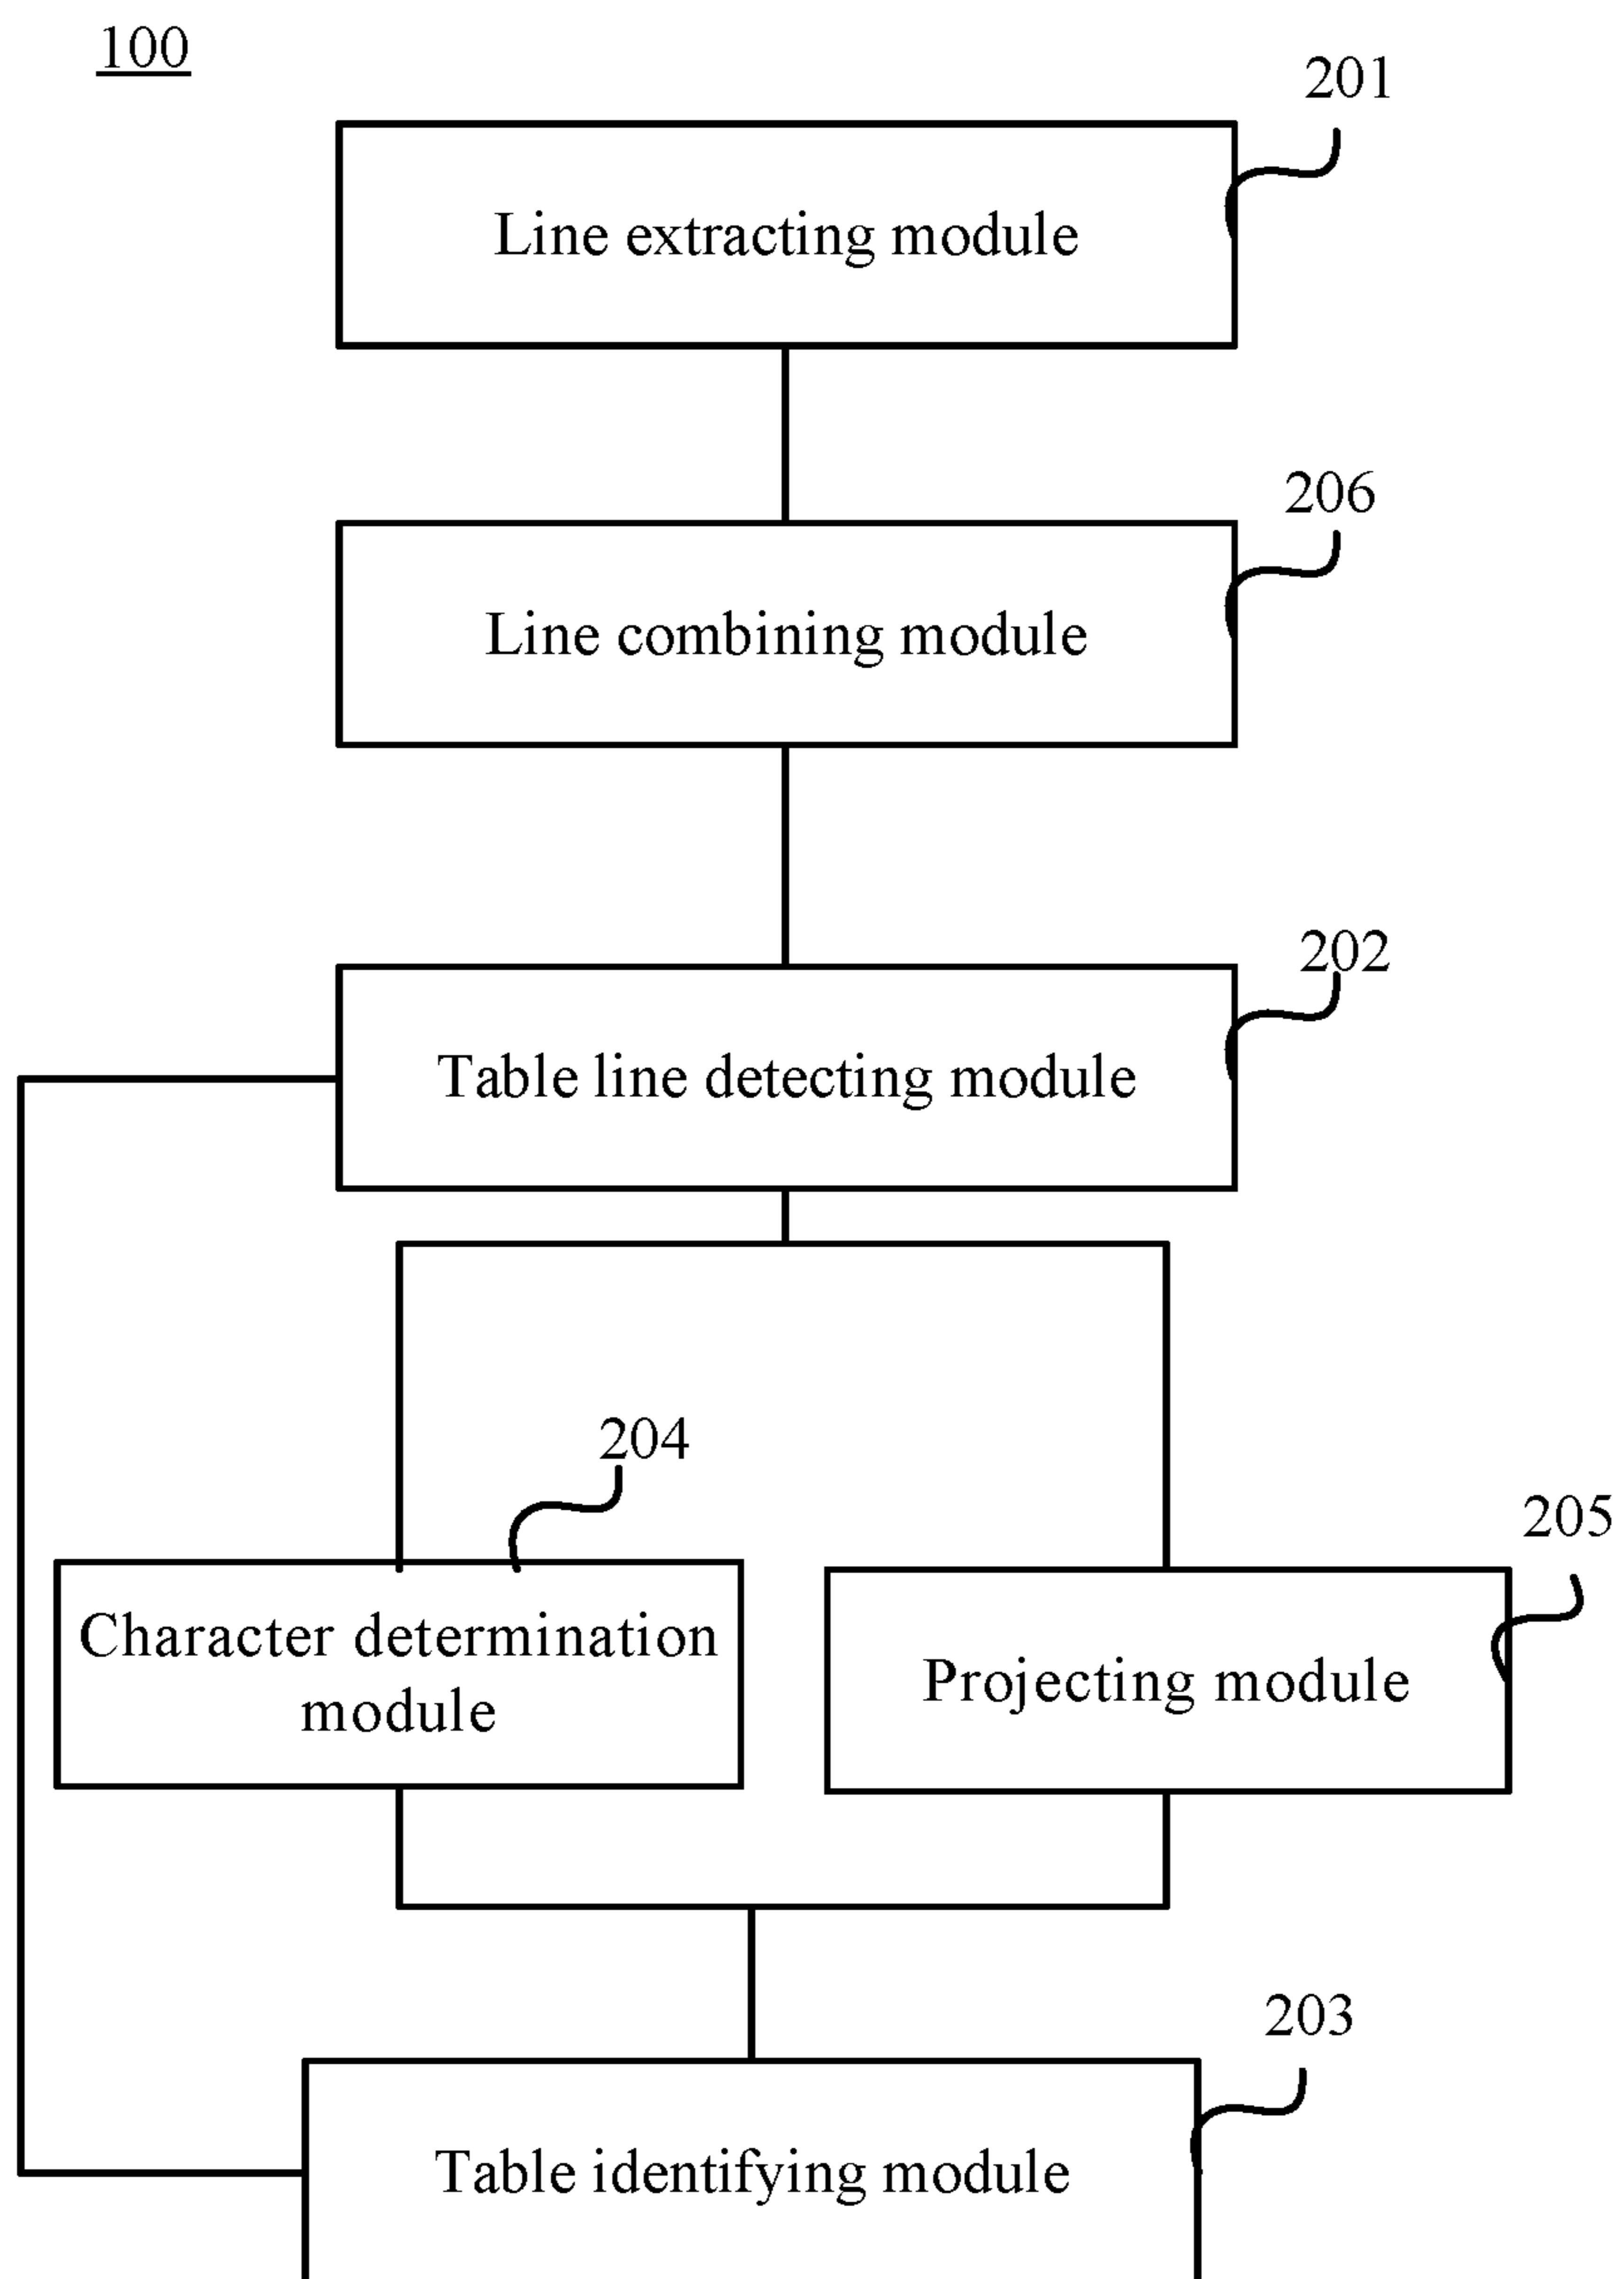 100
201
Line extracting module
206
Line combining module
202
Table line detecting module
204
Character determination
module
205
Projecting module
203
Table identifying module